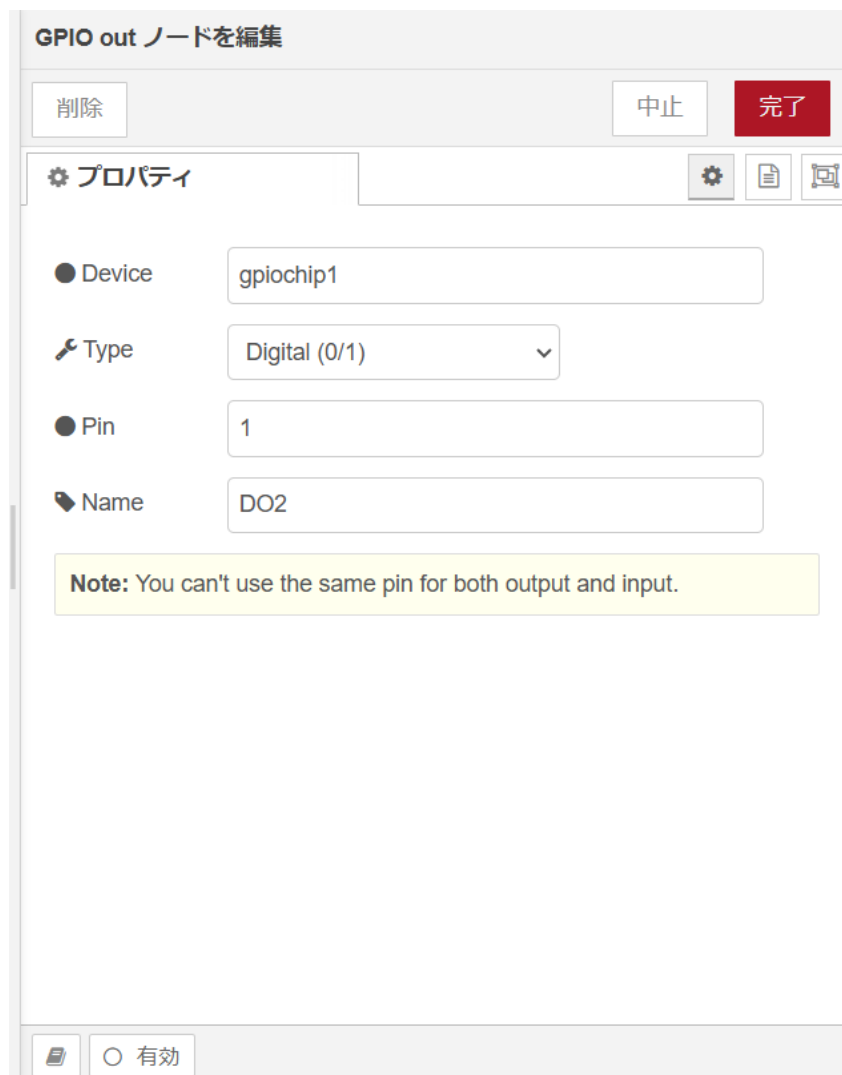 GPIO out ノードを編集
削除 中止 完了
プロパティ
Device gpiochip1
Type Digital (0/1)
Pin 1
Name DO2
Note: You can't use the same pin for both output and input.
有効